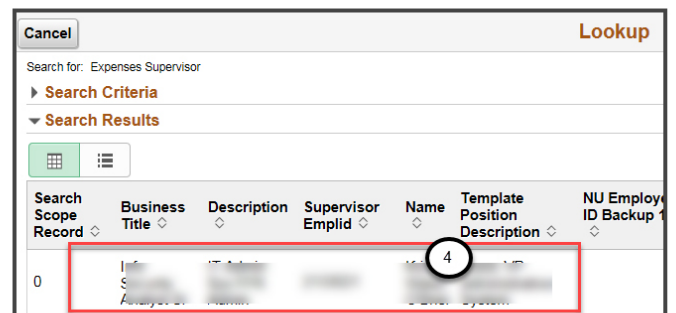 Cancel
Lookup
Search for: Expenses Supervisor
Search Criteria
Search Results
Search Scope Record
Business Title
Description
Supervisor Emplid
Name
Template Position Description
NU Employe
ID Backup 1
4
0